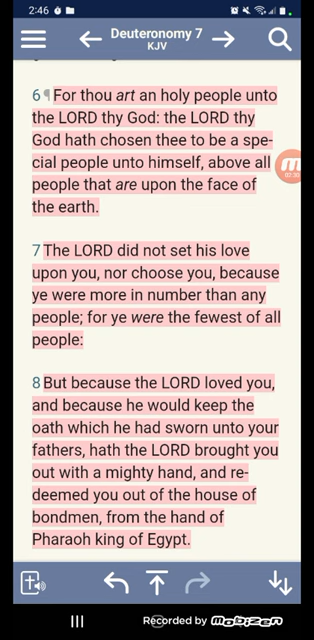 2:46
Deuteronomy 7
KJV
6 ¶ For thou art an holy people unto
the LORD thy God: the LORD thy
God hath chosen thee to be a spe-
cial people unto himself, above all
people that are upon the face of
the earth.
7 The LORD did not set his love
upon you, nor choose you, because
ye were more in number than any
people; for ye were the fewest of all
people:
8 But because the LORD loved you,
and because he would keep the
oath which he had sworn unto your
fathers, hath the LORD brought you
out with a mighty hand, and re-
deemed you out of the house of
bondmen, from the hand of
Pharaoh king of Egypt.
Recorded by mobizen